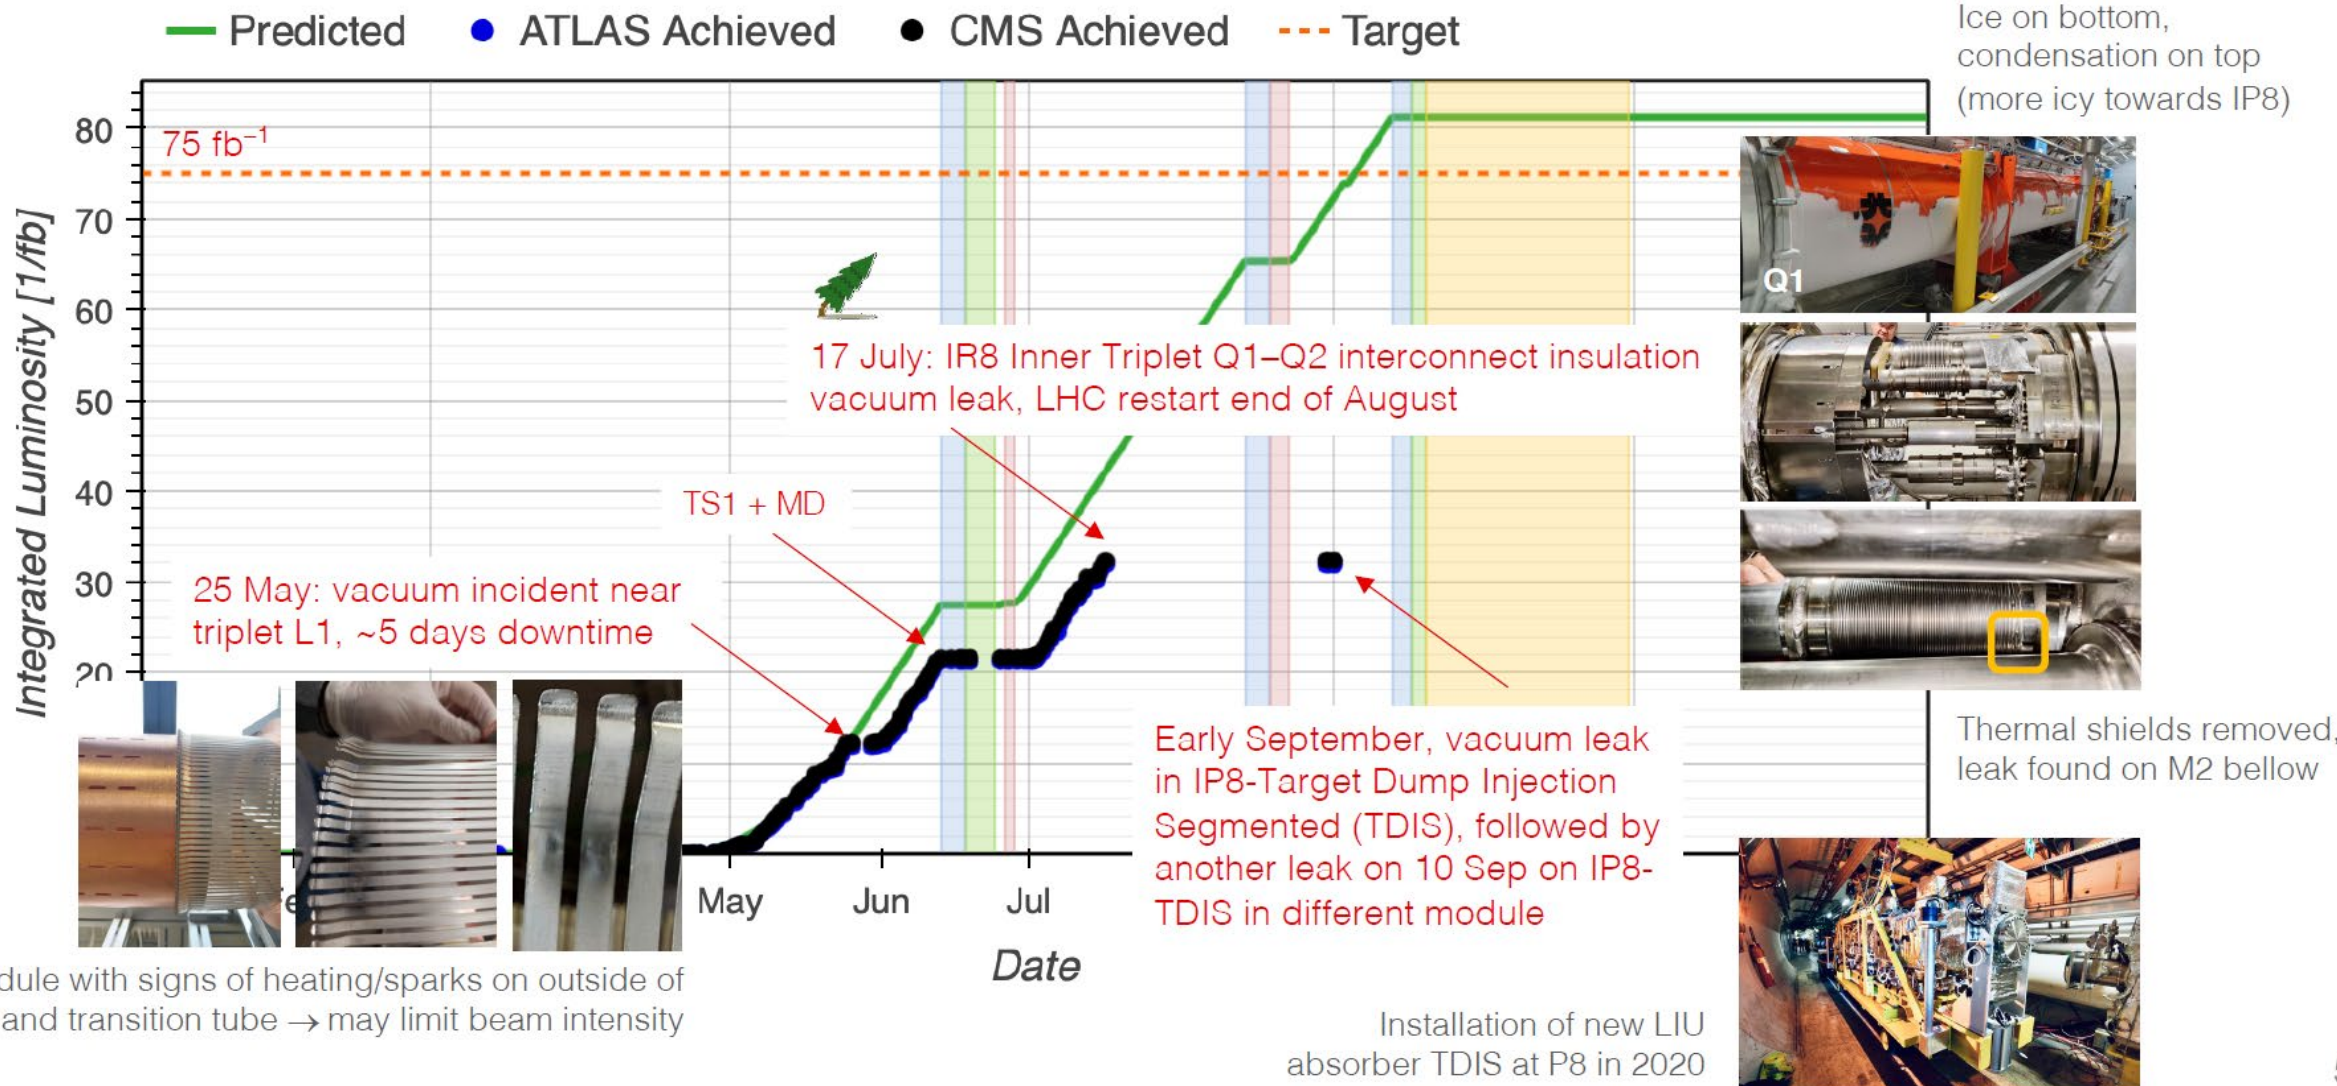 Predicted ATLAS Achieved CMS Achieved Target
Ice on bottom,
condensation on top
(more icy towards IP8)
75 fb⁻¹
80
70
60
50
40
30
20
Integrated Luminosity [1/fb]
Q1
17 July: IR8 Inner Triplet Q1–Q2 interconnect insulation
vacuum leak, LHC restart end of August
TS1 + MD
25 May: vacuum incident near
triplet L1, ~5 days downtime
Early September, vacuum leak
in IP8-Target Dump Injection
Segmented (TDIS), followed by
another leak on 10 Sep on IP8-
TDIS in different module
Thermal shields removed,
leak found on M2 bellow
May Jun Jul
Date
with signs of heating/sparks on outside of
and transition tube → may limit beam intensity
Installation of new LIU
absorber TDIS at P8 in 2020